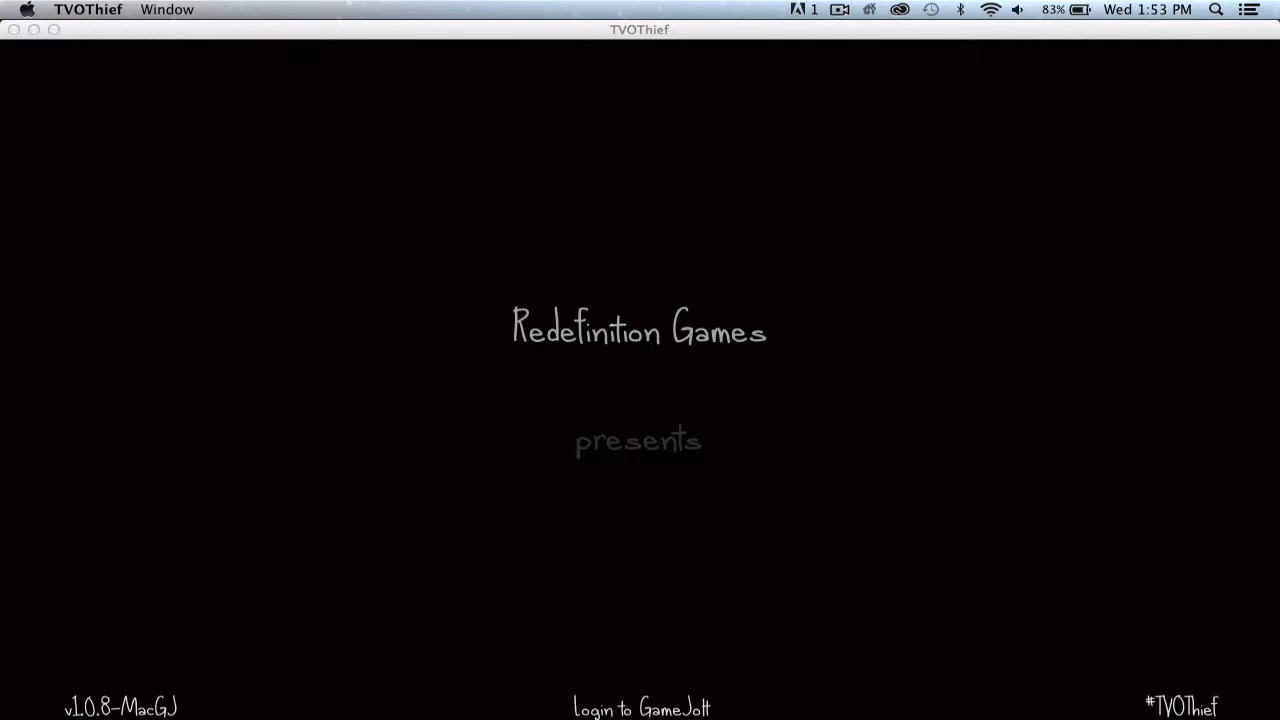 TVOThief Window 1 83% Wed 1:53 PM
TVOThief
Redefinition Games
presents
v1.0.8-MacGJ Login to GameJolt #TVOThief